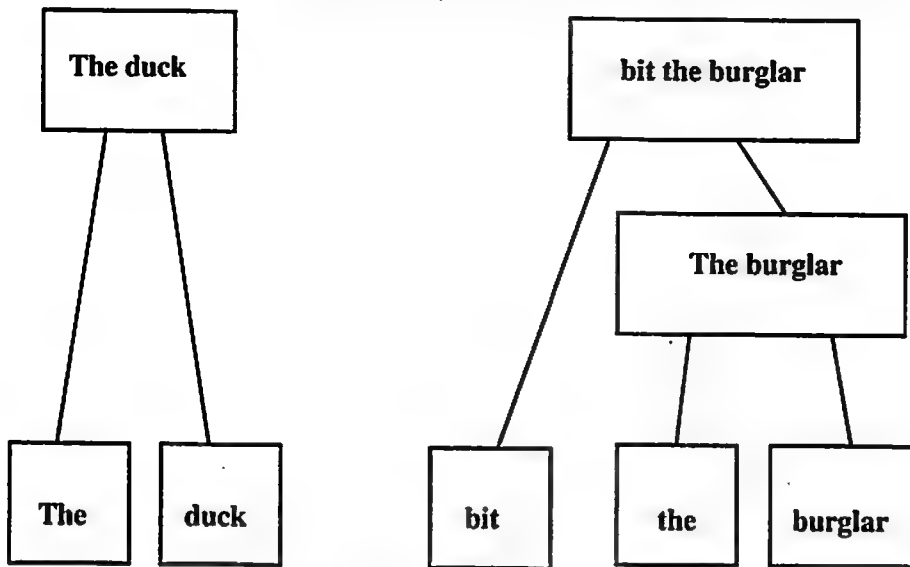 The duck
bit the burglar
The burglar
The
duck
bit
the
burglar